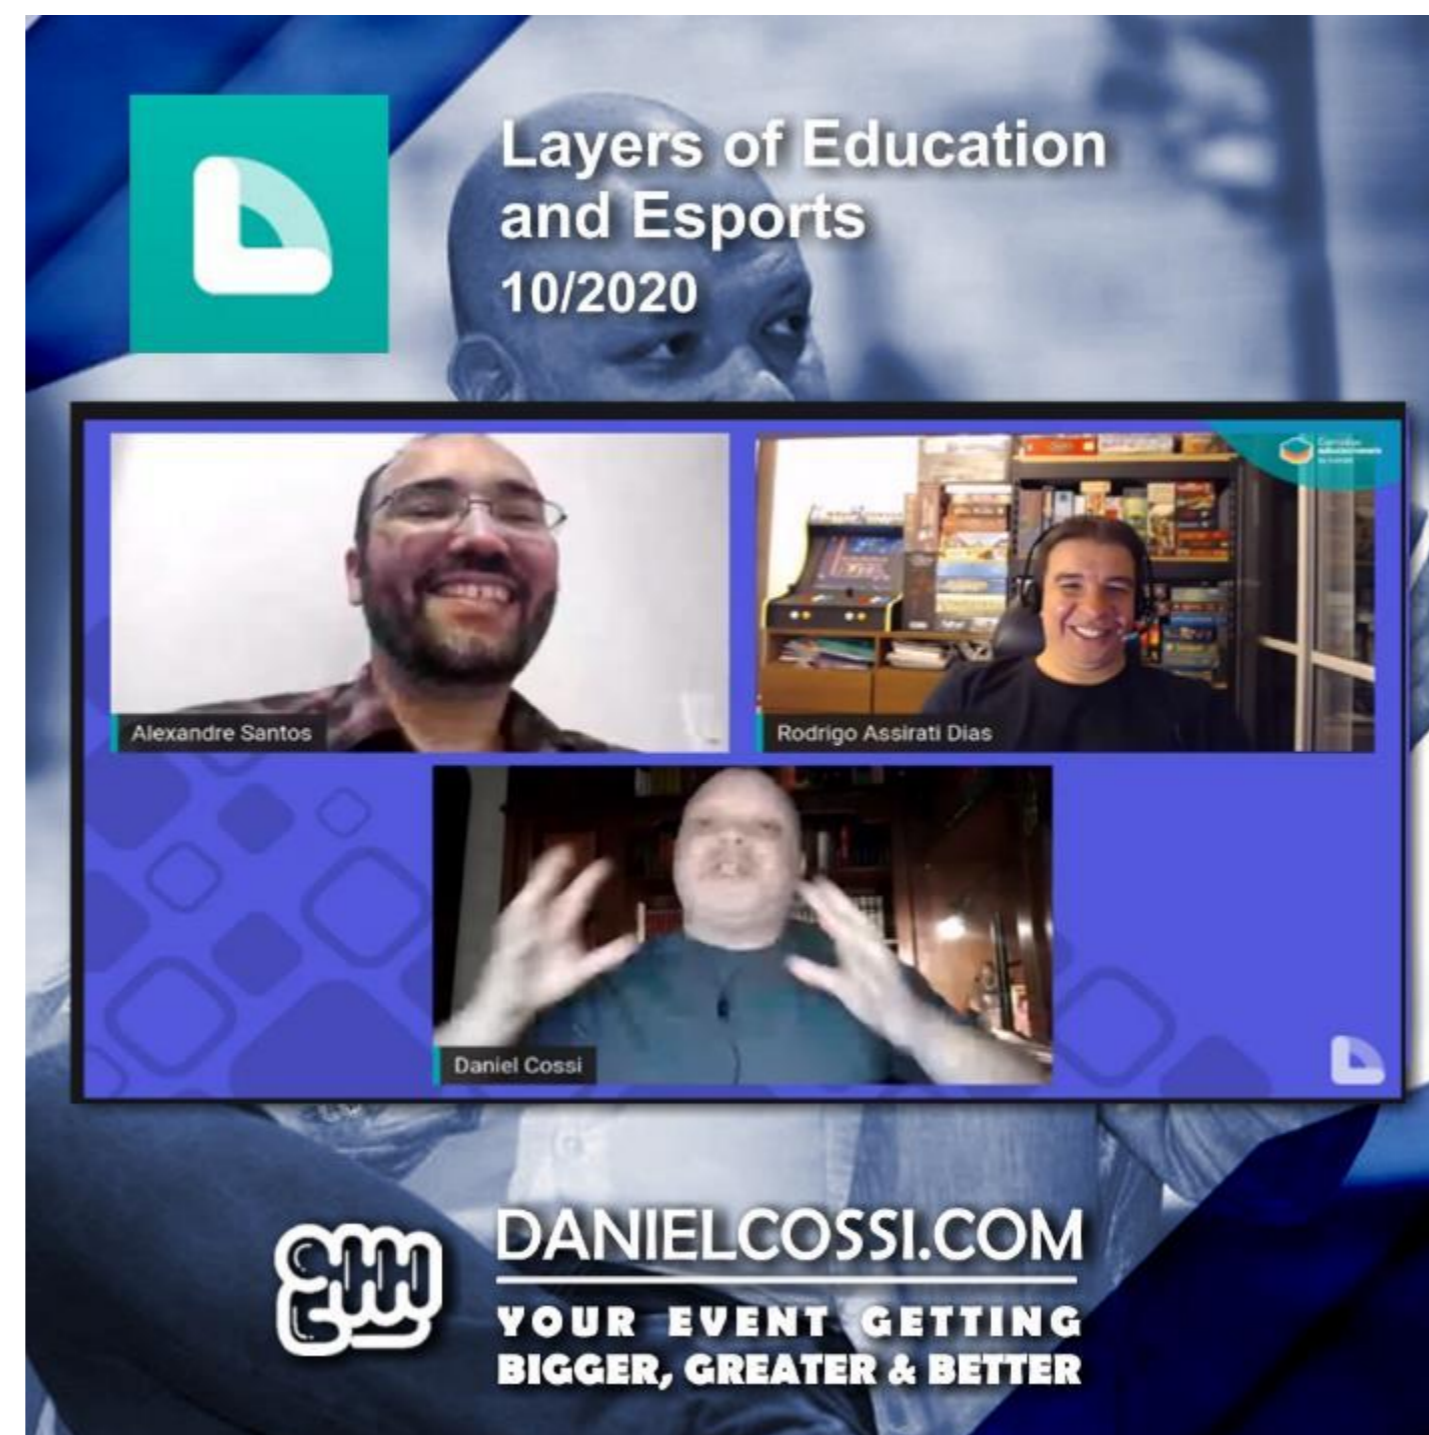 Layers of Education
and Esports
10/2020
Alexandre Santos
Rodrigo Assirati Dias
Daniel Cossi
DANIELCOSSI.COM
YOUR EVENT GETTING
BIGGER, GREATER & BETTER